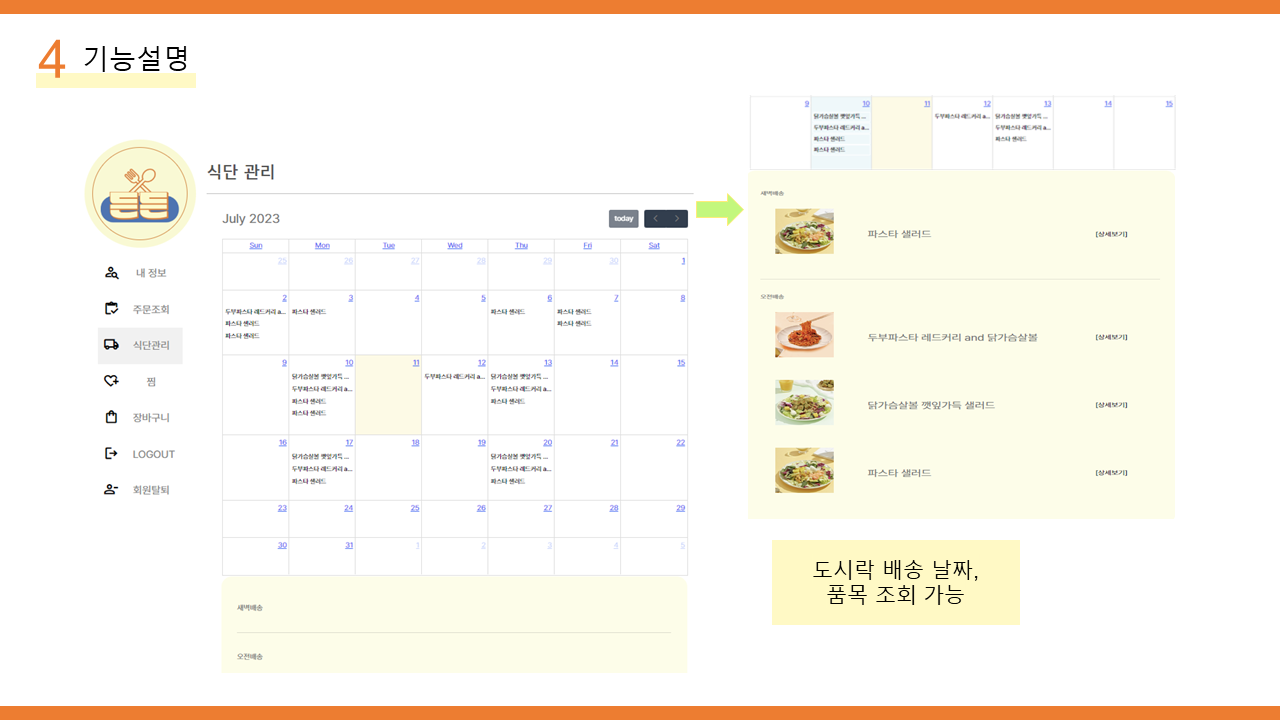 4 기능설명
든든
내 정보
주문조회
식단관리
찜
장바구니
LOGOUT
회원탈퇴
식단 관리
July 2023
today
Sun Mon Tue Wed Thu Fri Sat
25 26 27 28 29 30 1
2 3 4 5 6 7 8
두부파스타 레드커리 a... 파스타 샐러드 파스타 샐러드 파스타 샐러드
파스타 샐러드 파스타 샐러드
파스타 샐러드
9 10 11 12 13 14 15
닭가슴살볼 깻잎가득 ... 두부파스타 레드커리 a... 닭가슴살볼 깻잎가득 ...
두부파스타 레드커리 a... 두부파스타 레드커리 a...
파스타 샐러드 파스타 샐러드
파스타 샐러드
16 17 18 19 20 21 22
닭가슴살볼 깻잎가득 ... 닭가슴살볼 깻잎가득 ...
두부파스타 레드커리 a... 두부파스타 레드커리 a...
파스타 샐러드 파스타 샐러드
23 24 25 26 27 28 29
30 31 1 2 3 4 5
새벽배송
오전배송
9 10 11 12 13 14 15
닭가슴살볼 깻잎가득 ... 두부파스타 레드커리 a... 닭가슴살볼 깻잎가득 ...
두부파스타 레드커리 a... 두부파스타 레드커리 a...
파스타 샐러드 파스타 샐러드
파스타 샐러드
새벽배송
파스타 샐러드 [상세보기]
오전배송
두부파스타 레드커리 and 닭가슴살볼 [상세보기]
닭가슴살볼 깻잎가득 샐러드 [상세보기]
파스타 샐러드 [상세보기]
도시락 배송 날짜,
품목 조회 가능